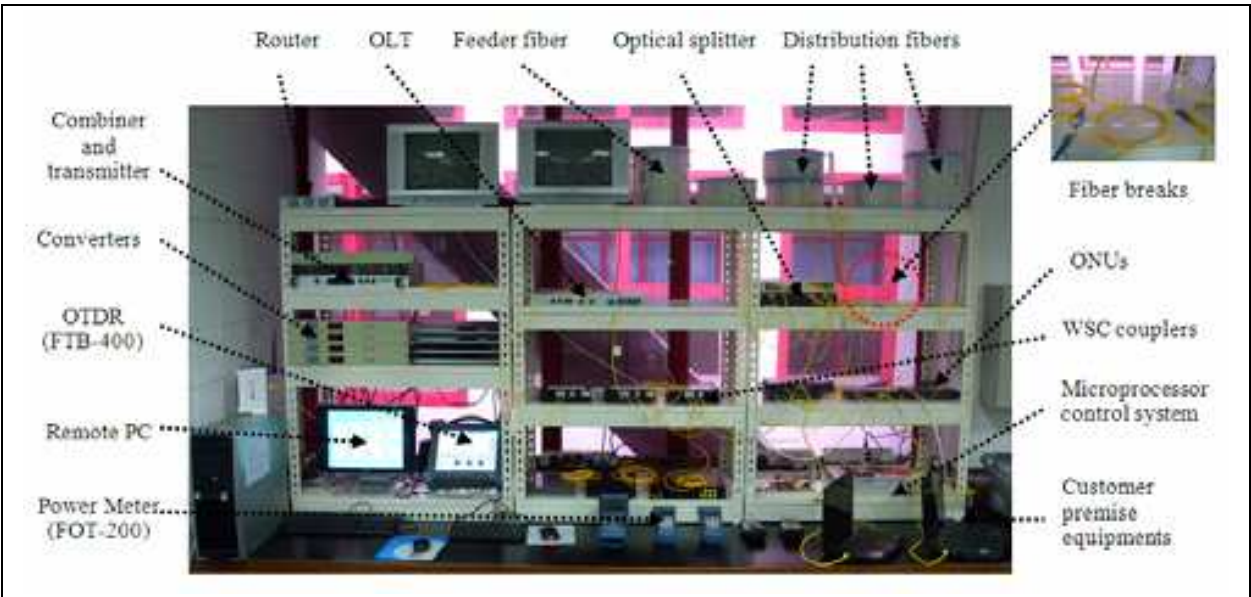 Router
OLT
Feeder fiber
Optical splitter
Distribution fibers
Combiner
and
transmitter
Converters
OTDR
(FTB-400)
Remote PC
Power Meter
(FOT-200)
Fiber breaks
ONUs
WSC couplers
Microprocessor
control system
Customer
premise
equipments